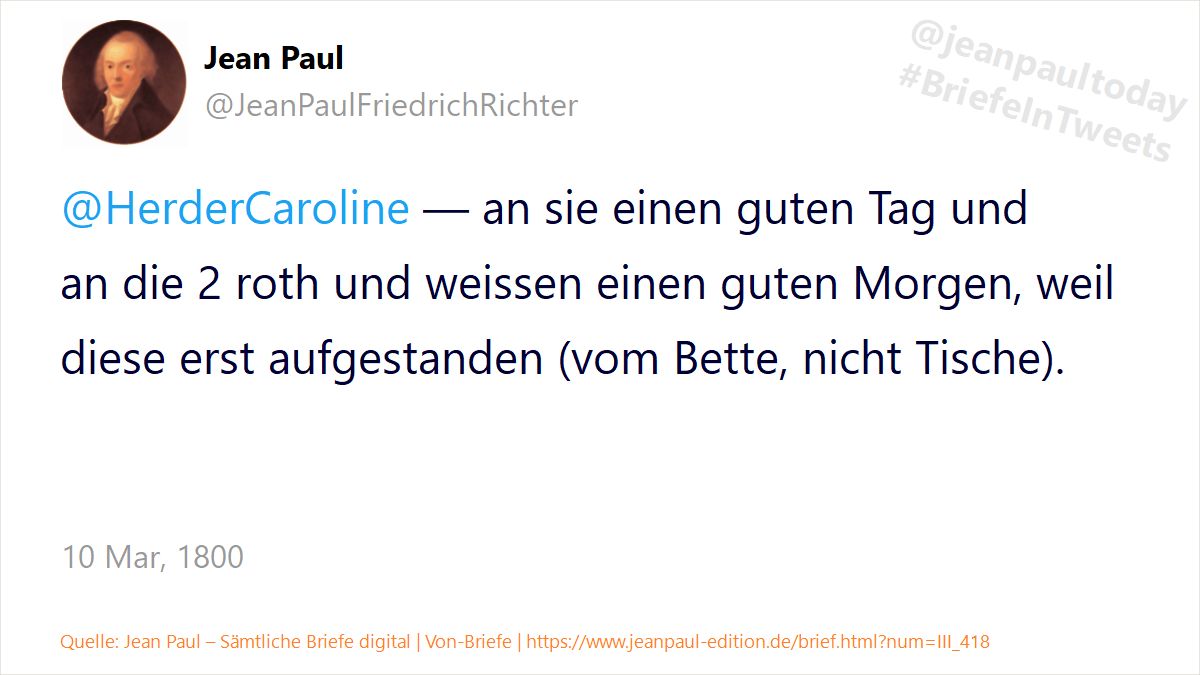 Jean Paul
@JeanPaulFriedrichRichter
@jeanpaultoday
#BriefeInTweets
@HerderCaroline — an sie einen guten Tag und
an die 2 roth und weissen einen guten Morgen, weil
diese erst aufgestanden (vom Bette, nicht Tische).
10 Mar, 1800
Quelle: Jean Paul – Sämtliche Briefe digital | Von-Briefe | https://www.jeanpaul-edition.de/brief.html?num=III_418